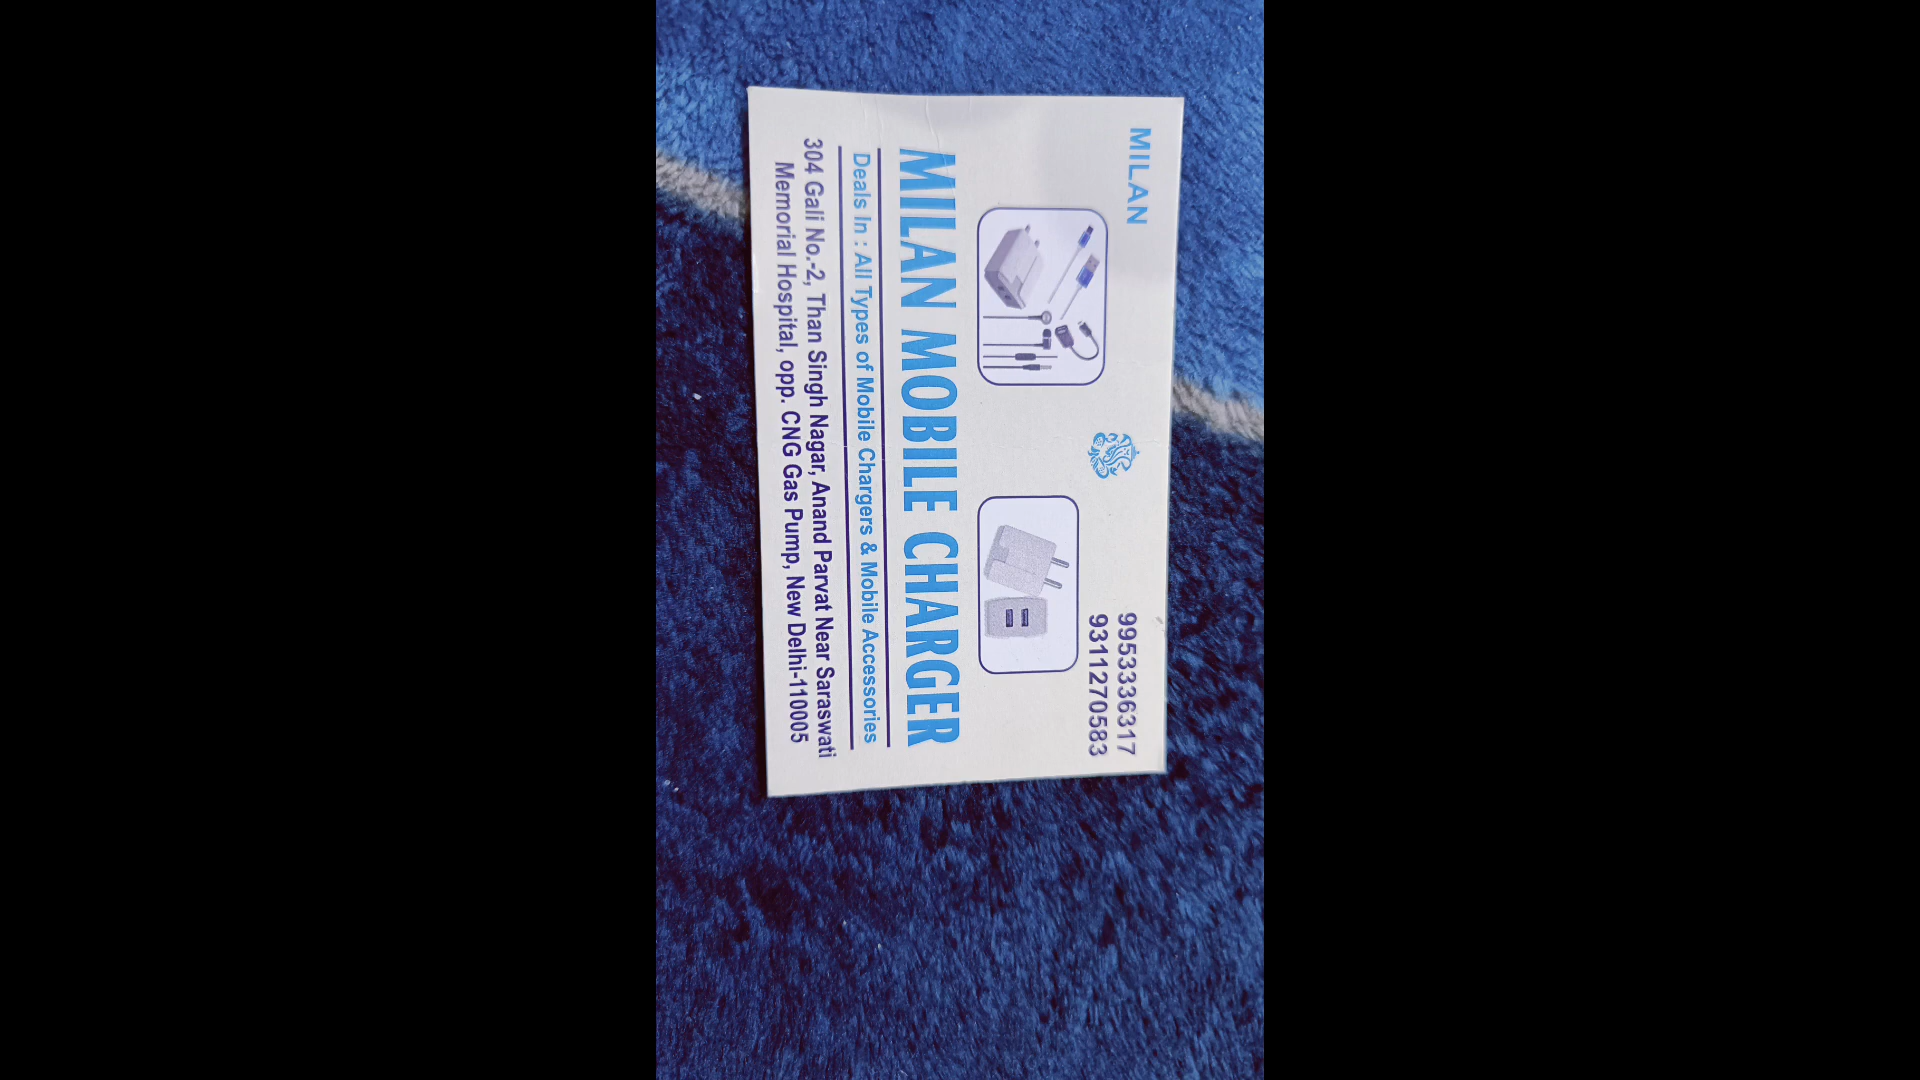 MILAN
9953336317
9311270583
MILAN MOBILE CHARGER
Deals In : All Types of Mobile Chargers & Mobile Accessories
304 Gali No.-2, Than Singh Nagar, Anand Parvat Near Saraswati
Memorial Hospital, opp. CNG Gas Pump, New Delhi-110005